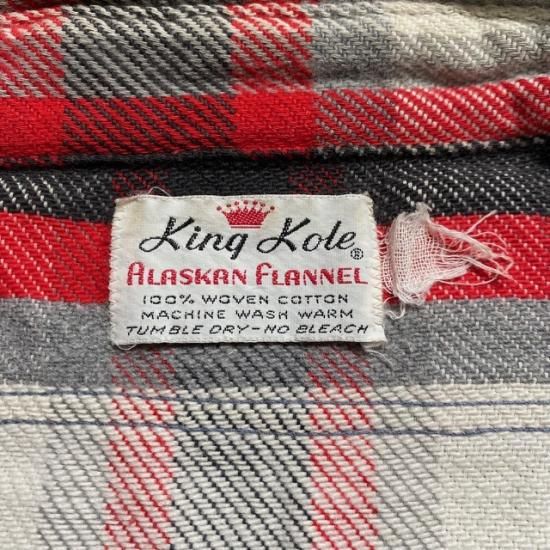 King Kole ®
ALASKAN FLANNEL
100% WOVEN COTTON
MACHINE WASH WARM
TUMBLE DRY-NO BLEACH